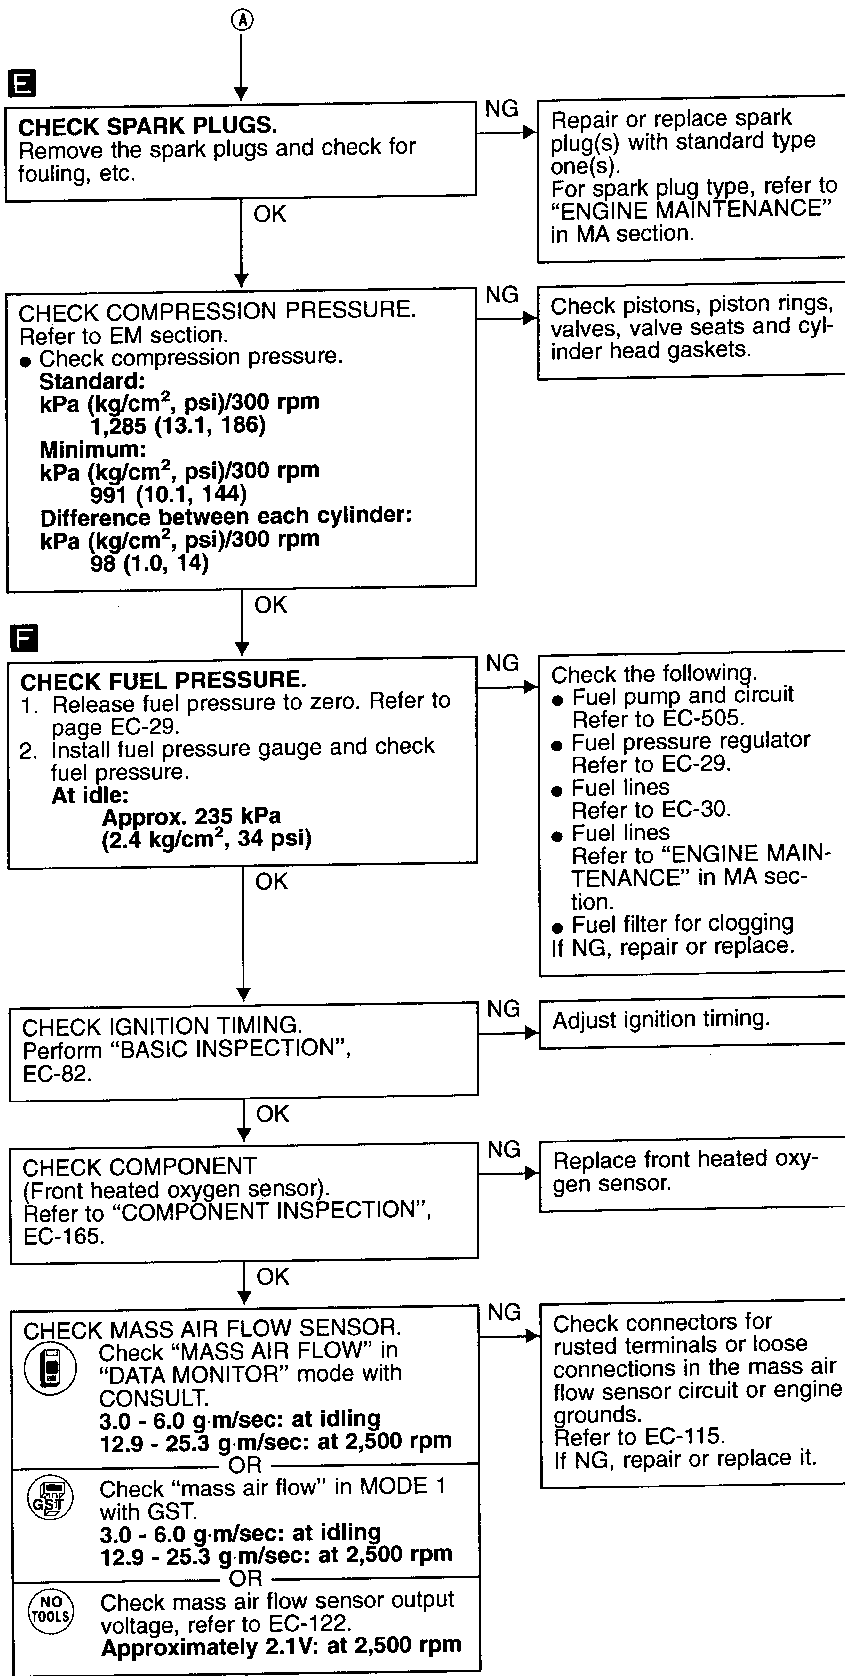 A
E
CHECK SPARK PLUGS.
Remove the spark plugs and check for
fouling, etc.
NG
Repair or replace spark
plug(s) with standard type
one(s).
For spark plug type, refer to
“ENGINE MAINTENANCE”
in MA section.
OK
CHECK COMPRESSION PRESSURE.
Refer to EM section.
● Check compression pressure.
Standard:
kPa (kg/cm², psi)/300 rpm
1,285 (13.1, 186)
Minimum:
kPa (kg/cm², psi)/300 rpm
991 (10.1, 144)
Difference between each cylinder:
kPa (kg/cm², psi)/300 rpm
98 (1.0, 14)
NG
Check pistons, piston rings,
valves, valve seats and cyl-
inder head gaskets.
OK
F
CHECK FUEL PRESSURE.
1. Release fuel pressure to zero. Refer to
page EC-29.
2. Install fuel pressure gauge and check
fuel pressure.
At idle:
Approx. 235 kPa
(2.4 kg/cm², 34 psi)
NG
Check the following.
● Fuel pump and circuit
Refer to EC-505.
● Fuel pressure regulator
Refer to EC-29.
● Fuel lines
Refer to EC-30.
● Fuel lines
Refer to “ENGINE MAIN-
TENANCE” in MA sec-
tion.
● Fuel filter for clogging
If NG, repair or replace.
OK
CHECK IGNITION TIMING.
Perform “BASIC INSPECTION”,
EC-82.
NG
Adjust ignition timing.
OK
CHECK COMPONENT
(Front heated oxygen sensor).
Refer to “COMPONENT INSPECTION”,
EC-165.
NG
Replace front heated oxy-
gen sensor.
OK
CHECK MASS AIR FLOW SENSOR.
Check “MASS AIR FLOW” in
“DATA MONITOR” mode with
CONSULT.
3.0 - 6.0 g·m/sec: at idling
12.9 - 25.3 g·m/sec: at 2,500 rpm
OR
GST
Check “mass air flow” in MODE 1
with GST.
3.0 - 6.0 g·m/sec: at idling
12.9 - 25.3 g·m/sec: at 2,500 rpm
OR
NO
TOOLS
Check mass air flow sensor output
voltage, refer to EC-122.
Approximately 2.1V: at 2,500 rpm
NG
Check connectors for
rusted terminals or loose
connections in the mass air
flow sensor circuit or engine
grounds.
Refer to EC-115.
If NG, repair or replace it.